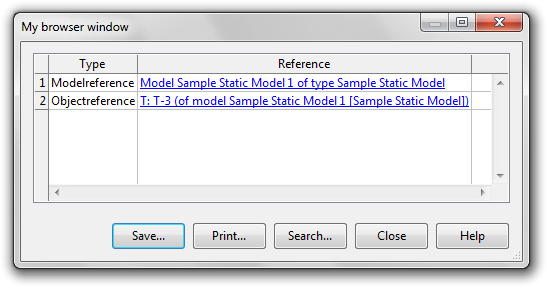 My browser window
Type Reference
1 Modelreference Model Sample Static Model 1 of type Sample Static Model
2 Objectreference T: T-3 (of model Sample Static Model 1 [Sample Static Model])
Save... Print... Search... Close Help